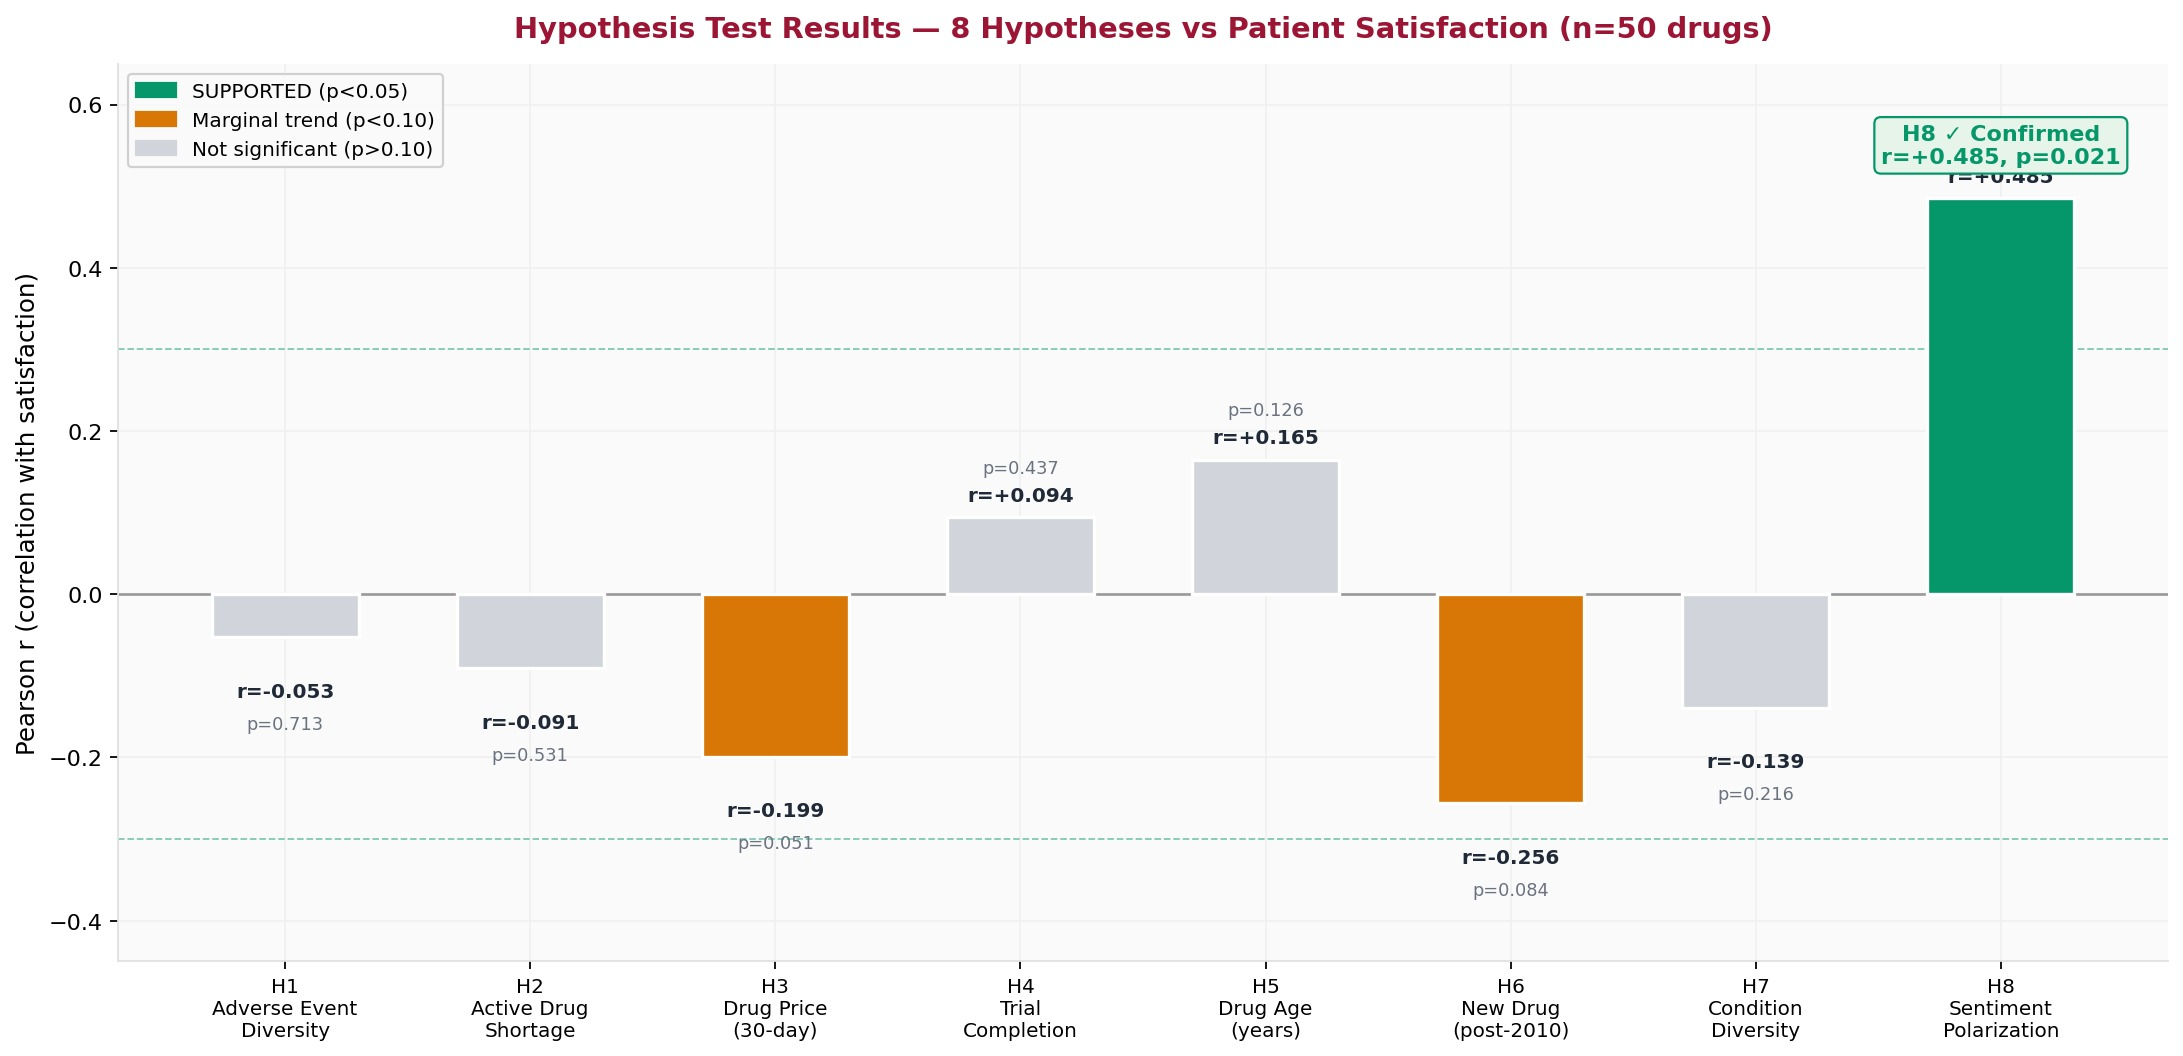 Hypothesis Test Results — 8 Hypotheses vs Patient Satisfaction (n=50 drugs)
SUPPORTED (p<0.05)
Marginal trend (p<0.10)
Not significant (p>0.10)
H8 ✓ Confirmed
r=+0.485, p=0.021
r=+0.485
Pearson r (correlation with satisfaction)
0.6
0.4
0.2
0.0
−0.2
−0.4
r=-0.053
p=0.713
r=-0.091
p=0.531
r=-0.199
p=0.051
p=0.437
r=+0.094
p=0.126
r=+0.165
r=-0.256
p=0.084
r=-0.139
p=0.216
H1
Adverse Event
Diversity
H2
Active Drug
Shortage
H3
Drug Price
(30-day)
H4
Trial
Completion
H5
Drug Age
(years)
H6
New Drug
(post-2010)
H7
Condition
Diversity
H8
Sentiment
Polarization